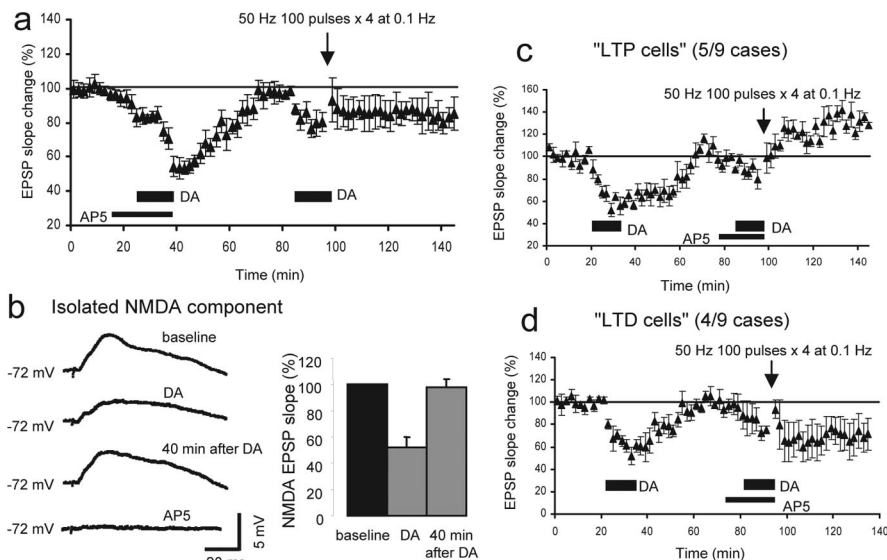 a
50 Hz 100 pulses x 4 at 0.1 Hz
EPSP slope change (%)
140
120
100
80
60
40
20
DA
DA
AP5
0 20 40 60 80 100 120 140
Time (min)
b Isolated NMDA component
baseline
-72 mV
DA
-72 mV
40 min after DA
-72 mV
AP5
-72 mV
5 mV
NMDA EPSP slope (%)
120
100
80
60
40
20
0
baseline DA 40 min
after DA
c "LTP cells" (5/9 cases)
50 Hz 100 pulses x 4 at 0.1 Hz
EPSP slope change (%)
160
140
120
100
80
60
40
20
DA
DA
AP5
0 20 40 60 80 100 120 140
Time (min)
d "LTD cells" (4/9 cases)
50 Hz 100 pulses x 4 at 0.1 Hz
EPSP slope change (%)
140
120
100
80
60
40
20
0
DA
DA
AP5
0 20 40 60 80 100 120 140
Time (min)